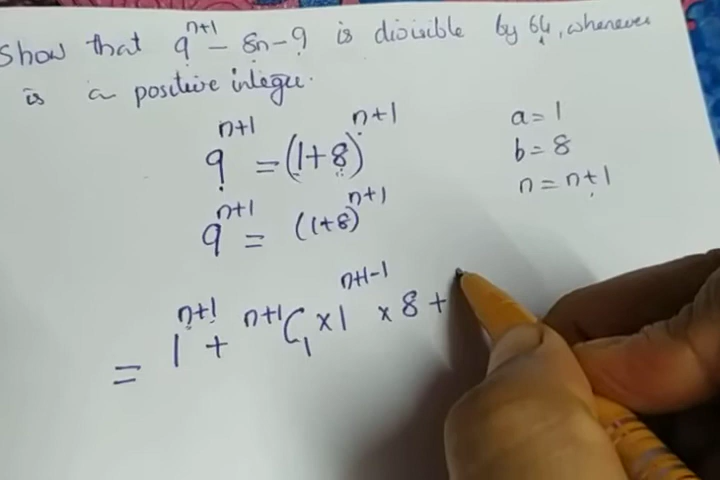 Show that 9^{n+1} - 8n - 9 is divisible by 64, whenever
is a positive integer.
9^{n+1} = (1+8)^{n+1}
a = 1
b = 8
n = n+1
9^{n+1} = (1+8)^{n+1}
= 1^{n+1} + ^{n+1}C_1 × 1^{n+1-1} × 8 +